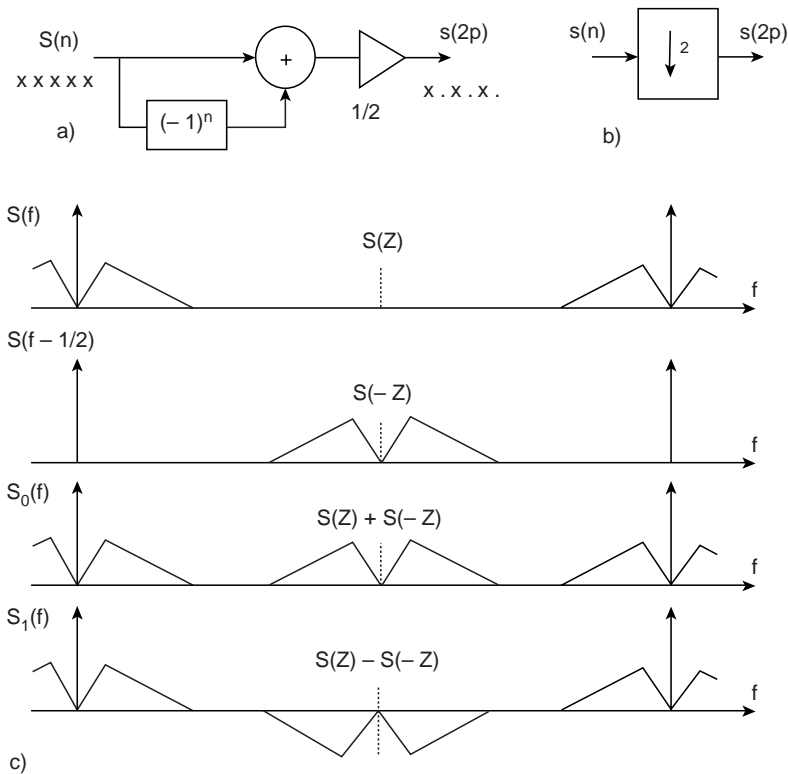 S(n)
x x x x x
+
s(2p)
x . x . x .
1/2
(– 1)ⁿ
a)
s(n)
2
s(2p)
b)
S(f)
S(Z)
f
S(f – 1/2)
S(– Z)
f
S₀(f)
S(Z) + S(– Z)
f
S₁(f)
S(Z) – S(– Z)
f
c)